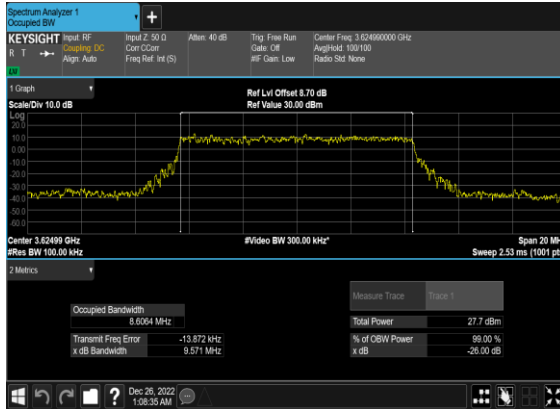 Spectrum Analyzer 1
Occupied BW
+
KEYSIGHT Input: RF Input Z: 50 Ω Atten: 40 dB Trig: Free Run Center Freq: 3.624990000 GHz
R T Coupling: DC Corr CCorr Gate: Off Avg|Hold: 100/100
Align: Auto Freq Ref: Int (S) #IF Gain: Low Radio Std: None
LXI
1 Graph
Ref Lvl Offset 8.70 dB
Scale/Div 10.0 dB Ref Value 30.00 dBm
Log
20.0
10.0
0.00
-10.0
-20.0
-30.0
-40.0
-50.0
-60.0
Center 3.62499 GHz #Video BW 300.00 kHz* Span 20 MH
#Res BW 100.00 kHz Sweep 2.53 ms (1001 pt
2 Metrics
Measure Trace Trace 1
Occupied Bandwidth
8.6064 MHz
Total Power 27.7 dBm
Transmit Freq Error -13.872 kHz % of OBW Power 99.00 %
x dB Bandwidth 9.571 MHz x dB -26.00 dB
? Dec 26, 2022
1:08:35 AM